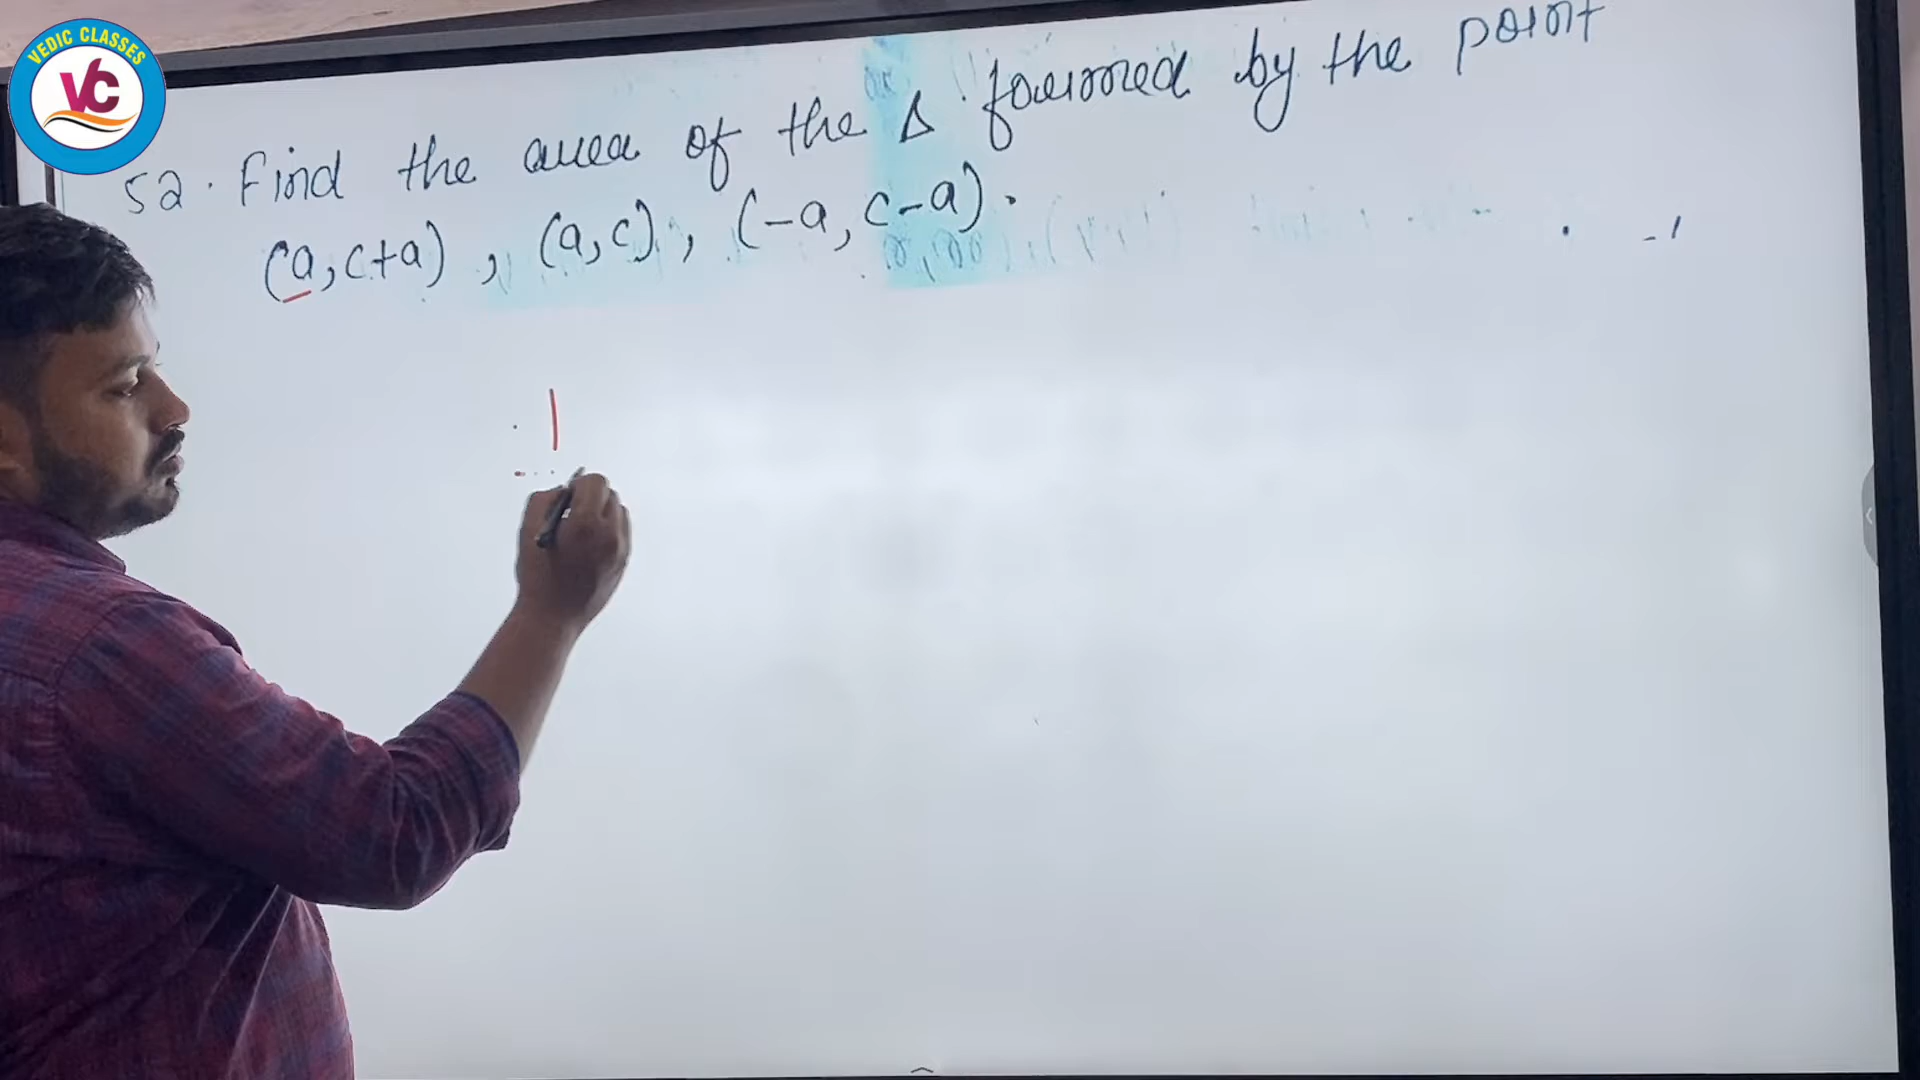 VEDIC CLASSES
VC
52. Find the area of the Δ formed by the point
(a, c+a), (a, c), (-a, c-a).